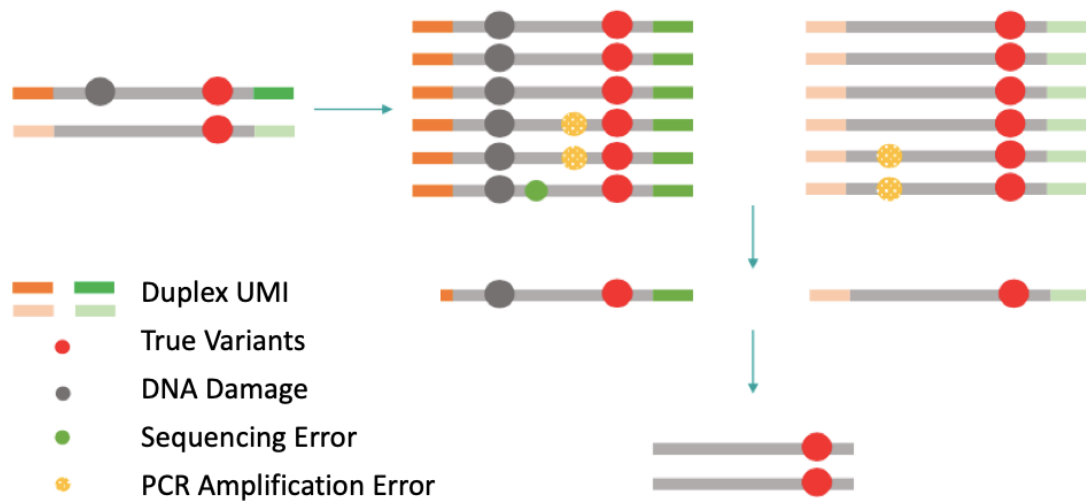 Duplex UMI
True Variants
DNA Damage
Sequencing Error
PCR Amplification Error